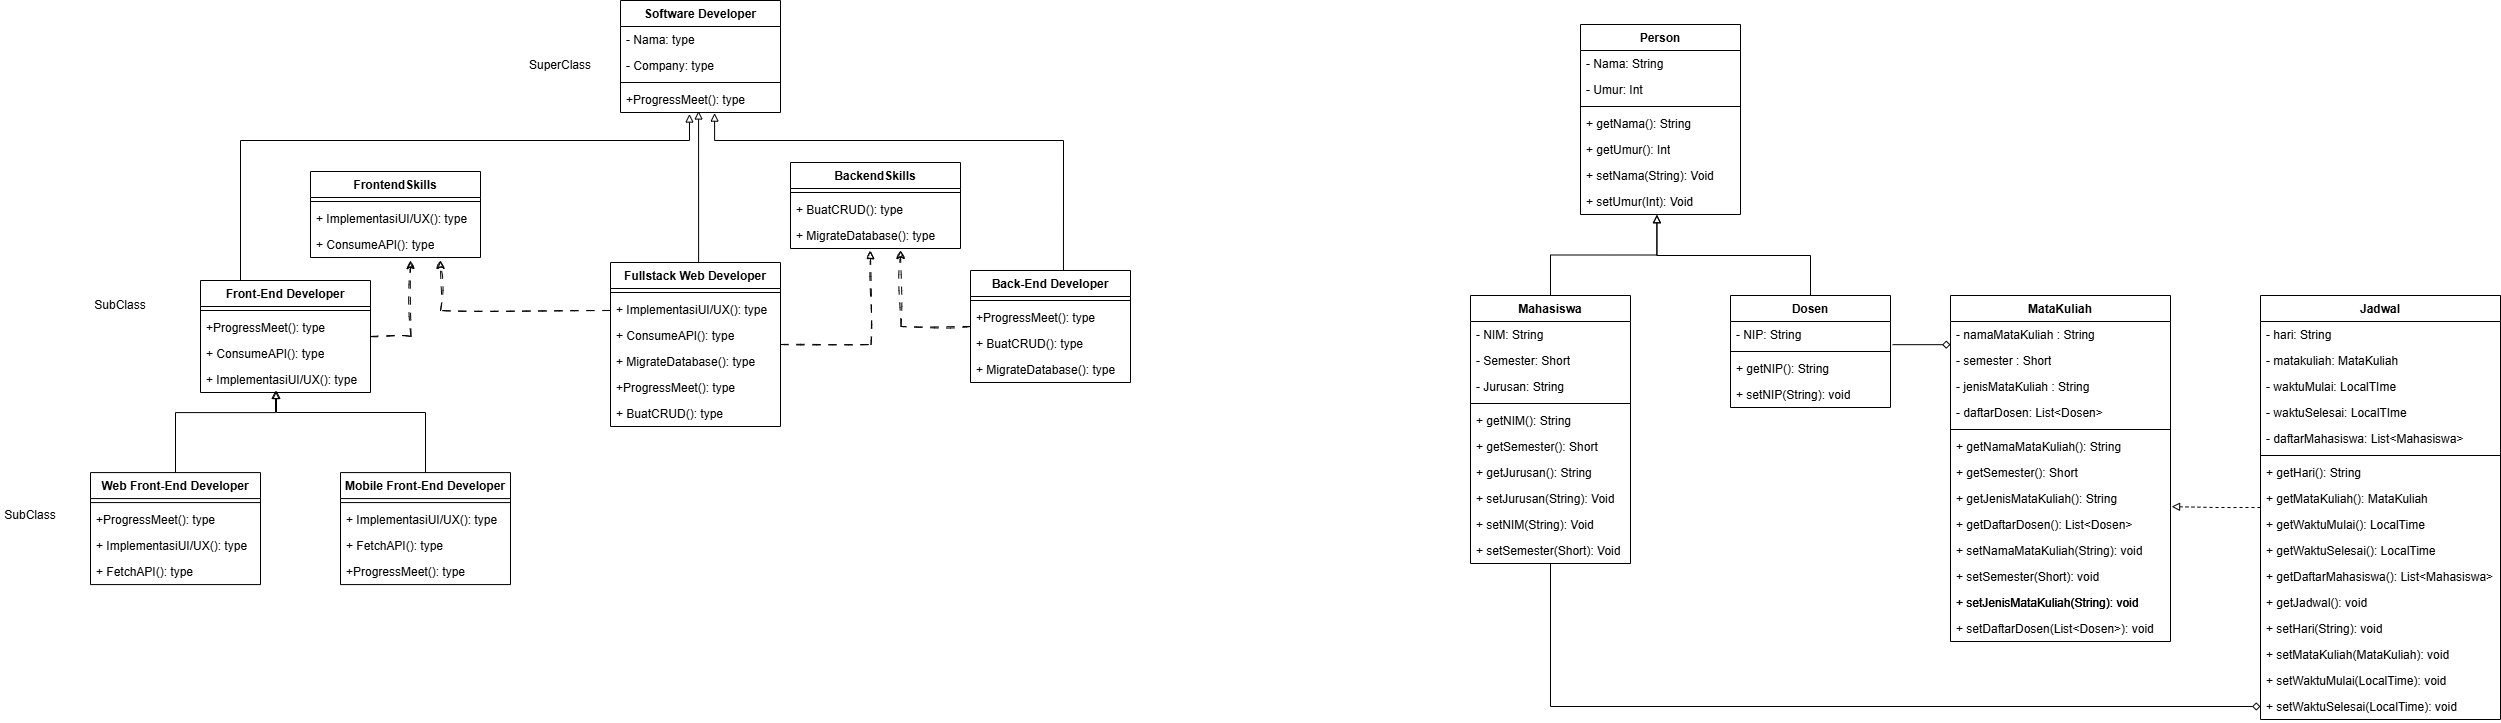 Software Developer
- Nama: type
- Company: type
+ProgressMeet(): type
SuperClass
FrontendSkills
+ ImplementasiUI/UX(): type
+ ConsumeAPI(): type
BackendSkills
+ BuatCRUD(): type
+ MigrateDatabase(): type
SubClass
Front-End Developer
+ProgressMeet(): type
+ ConsumeAPI(): type
+ ImplementasiUI/UX(): type
Fullstack Web Developer
+ ImplementasiUI/UX(): type
+ ConsumeAPI(): type
+ MigrateDatabase(): type
+ProgressMeet(): type
+ BuatCRUD(): type
Back-End Developer
+ProgressMeet(): type
+ BuatCRUD(): type
+ MigrateDatabase(): type
SubClass
Web Front-End Developer
+ProgressMeet(): type
+ ImplementasiUI/UX(): type
+ FetchAPI(): type
Mobile Front-End Developer
+ ImplementasiUI/UX(): type
+ FetchAPI(): type
+ProgressMeet(): type
Person
- Nama: String
- Umur: Int
+ getNama(): String
+ getUmur(): Int
+ setNama(String): Void
+ setUmur(Int): Void
Mahasiswa
- NIM: String
- Semester: Short
- Jurusan: String
+ getNIM(): String
+ getSemester(): Short
+ getJurusan(): String
+ setJurusan(String): Void
+ setNIM(String): Void
+ setSemester(Short): Void
Dosen
- NIP: String
+ getNIP(): String
+ setNIP(String): void
MataKuliah
- namaMataKuliah : String
- semester : Short
- jenisMataKuliah : String
- daftarDosen: List<Dosen>
+ getNamaMataKuliah(): String
+ getSemester(): Short
+ getJenisMataKuliah(): String
+ getDaftarDosen(): List<Dosen>
+ setNamaMataKuliah(String): void
+ setSemester(Short): void
+ setJenisMataKuliah(String): void
+ setDaftarDosen(List<Dosen>): void
Jadwal
- hari: String
- matakuliah: MataKuliah
- waktuMulai: LocalTIme
- waktuSelesai: LocalTIme
- daftarMahasiswa: List<Mahasiswa>
+ getHari(): String
+ getMataKuliah(): MataKuliah
+ getWaktuMulai(): LocalTime
+ getWaktuSelesai(): LocalTime
+ getDaftarMahasiswa(): List<Mahasiswa>
+ getJadwal(): void
+ setHari(String): void
+ setMataKuliah(MataKuliah): void
+ setWaktuMulai(LocalTime): void
+ setWaktuSelesai(LocalTime): void